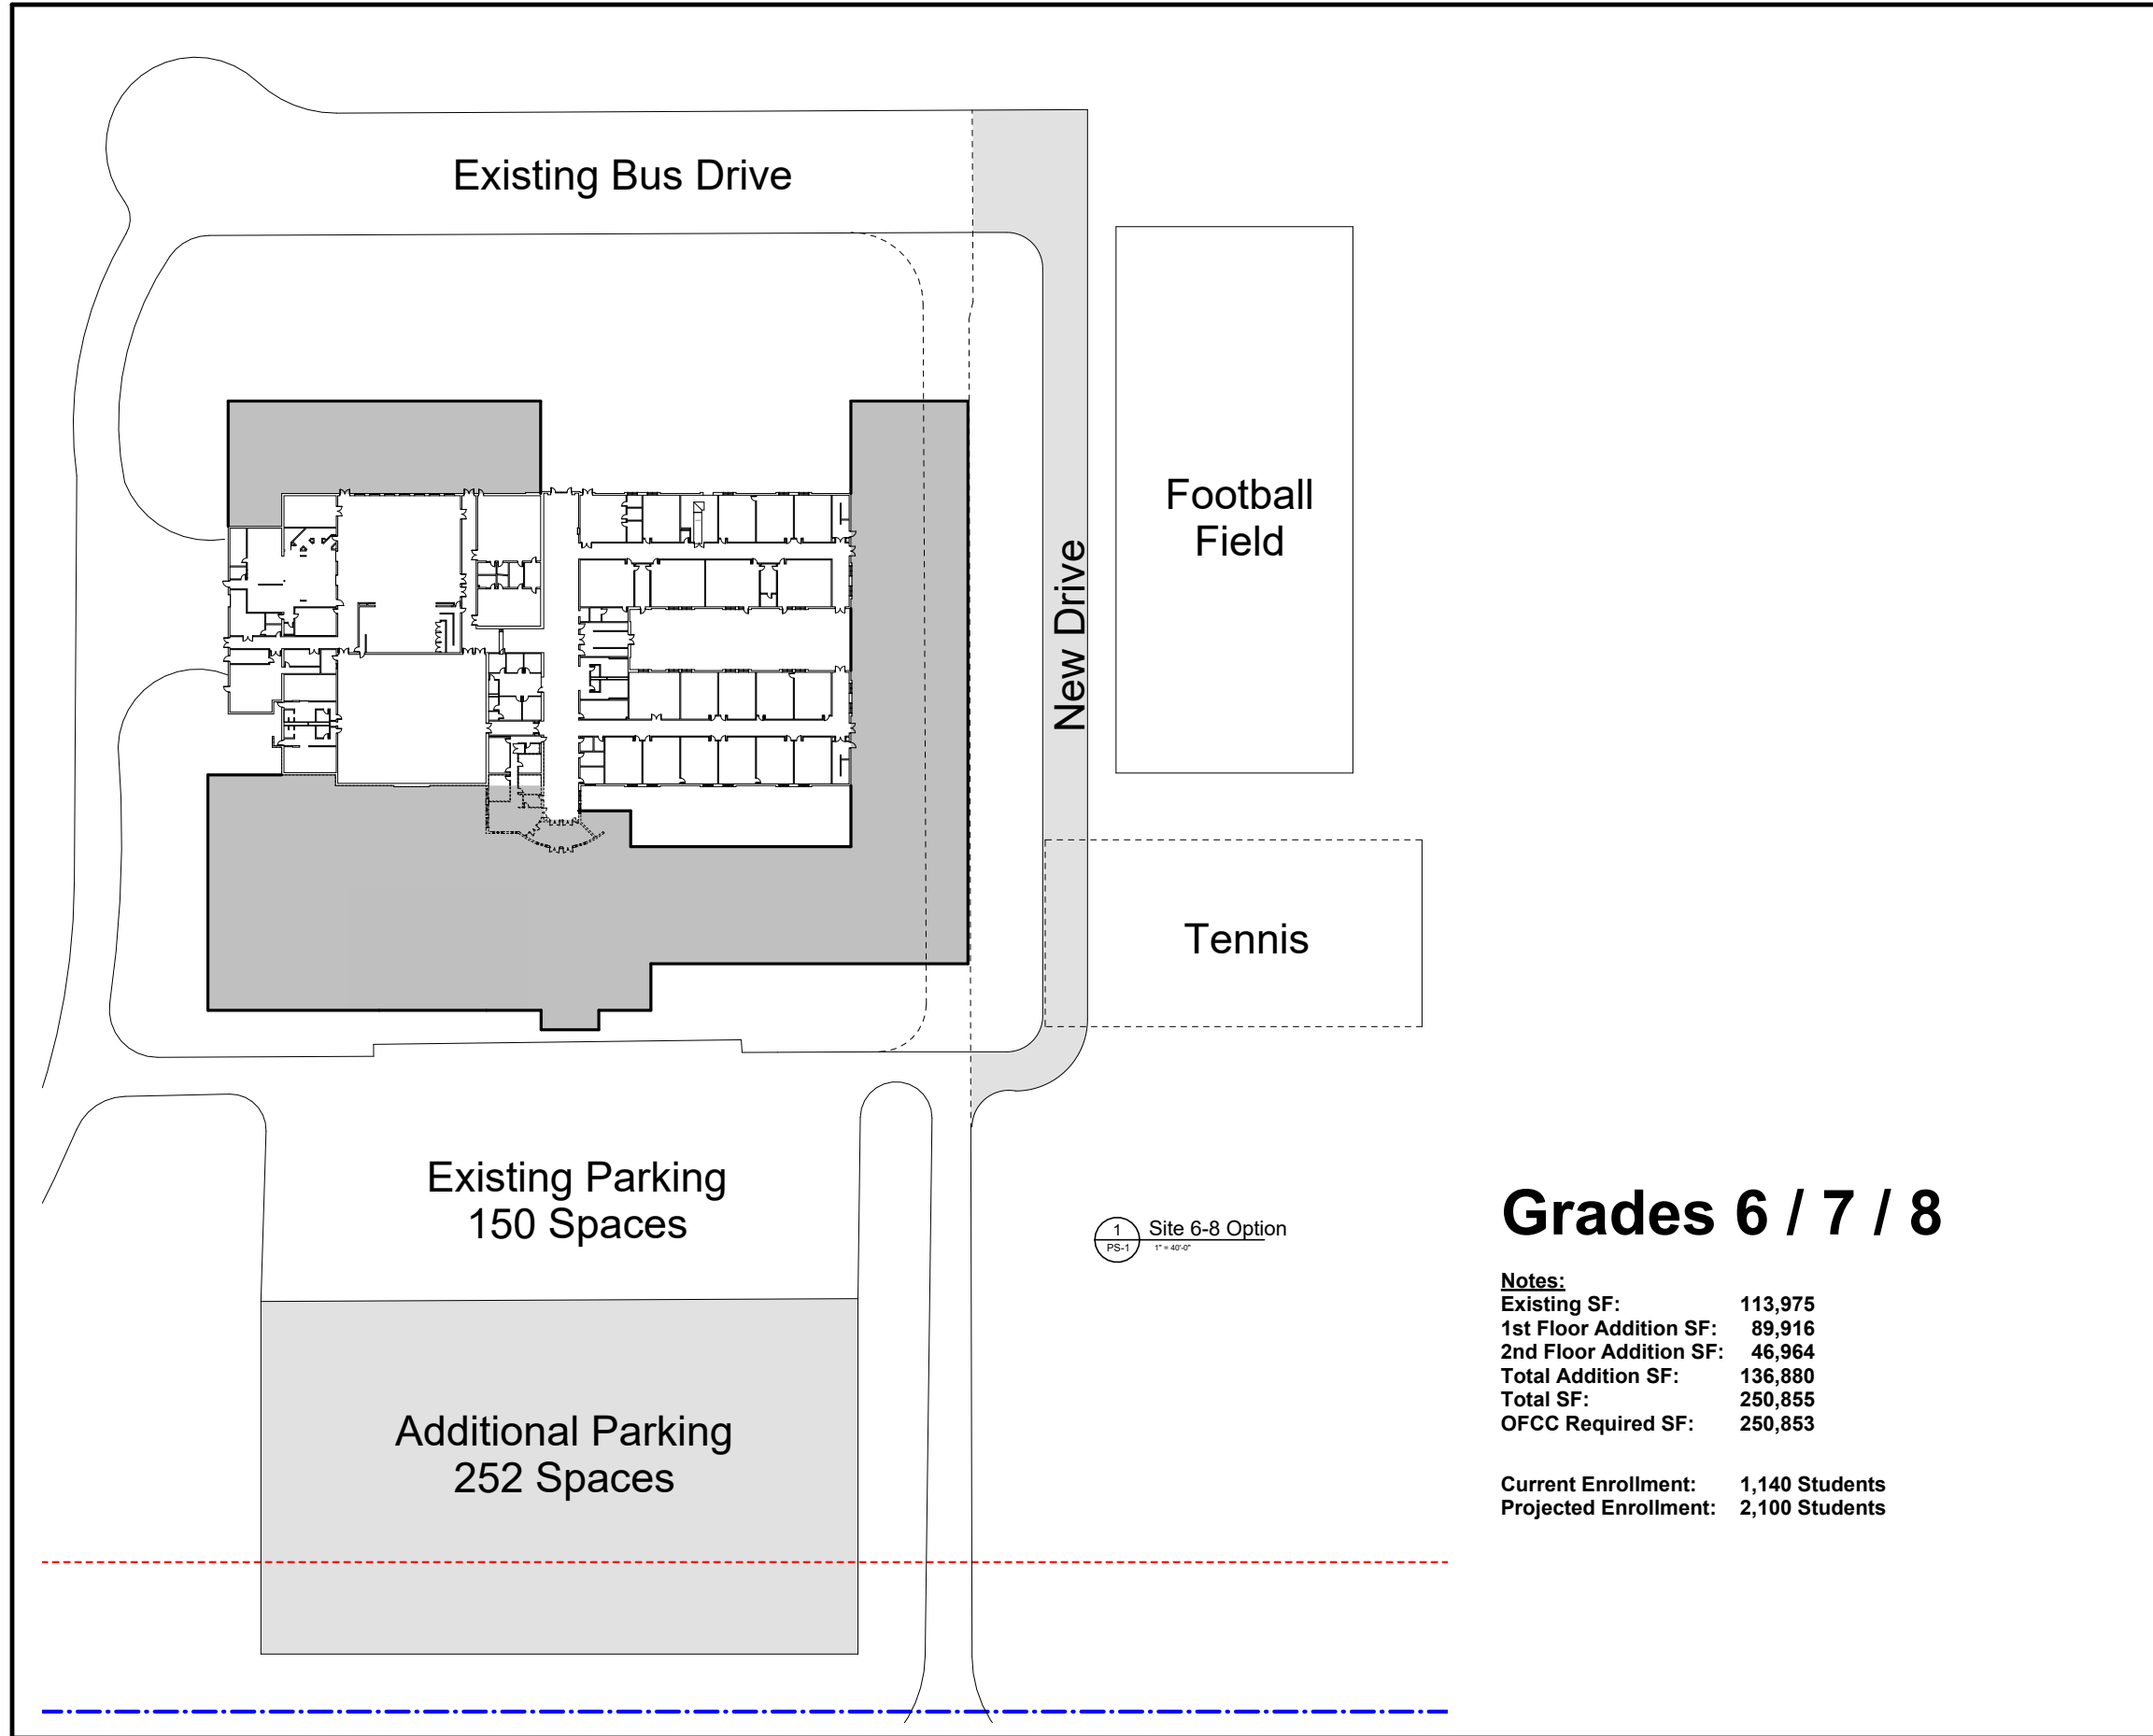 Existing Bus Drive
Football
Field
New Drive
Tennis
Existing Parking
150 Spaces
1
PS-1
Site 6-8 Option
1" = 40'-0"
Additional Parking
252 Spaces
Grades 6 / 7 / 8
Notes:
Existing SF: 113,975
1st Floor Addition SF: 89,916
2nd Floor Addition SF: 46,964
Total Addition SF: 136,880
Total SF: 250,855
OFCC Required SF: 250,853
Current Enrollment: 1,140 Students
Projected Enrollment: 2,100 Students